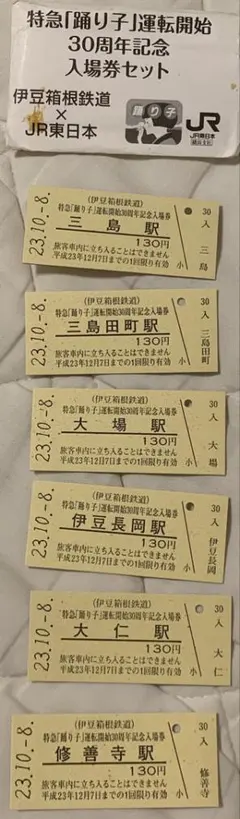 特急「踊り子」運転開始
30周年記念
入場券セット
伊豆箱根鉄道
×
JR東日本
踊り子
JR
JR東日本
横浜支社
23.10.-8.
(伊豆箱根鉄道)
特急「踊り子」運転開始30周年記念入場券
三島駅
130円
旅客車内に立ち入ることはできません
平成23年12月7日までの1回限り有効
小
30
入
三島
23.10.-8.
(伊豆箱根鉄道)
特急「踊り子」運転開始30周年記念入場券
三島田町駅
130円
旅客車内に立ち入ることはできません
平成23年12月7日までの1回限り有効
小
30
入
三島田町
23.10.-8.
(伊豆箱根鉄道)
特急「踊り子」運転開始30周年記念入場券
大場駅
130円
旅客車内に立ち入ることはできません
平成23年12月7日までの1回限り有効
小
30
入
大場
23.10.-8.
(伊豆箱根鉄道)
特急「踊り子」運転開始30周年記念入場券
伊豆長岡駅
130円
旅客車内に立ち入ることはできません
平成23年12月7日までの1回限り有効
小
30
入
伊豆長岡
23.10.-8.
(伊豆箱根鉄道)
特急「踊り子」運転開始30周年記念入場券
大仁駅
130円
旅客車内に立ち入ることはできません
平成23年12月7日までの1回限り有効
小
30
入
大仁
23.10.-8.
(伊豆箱根鉄道)
特急「踊り子」運転開始30周年記念入場券
修善寺駅
130円
旅客車内に立ち入ることはできません
平成23年12月7日までの1回限り有効
小
30
入
修善寺